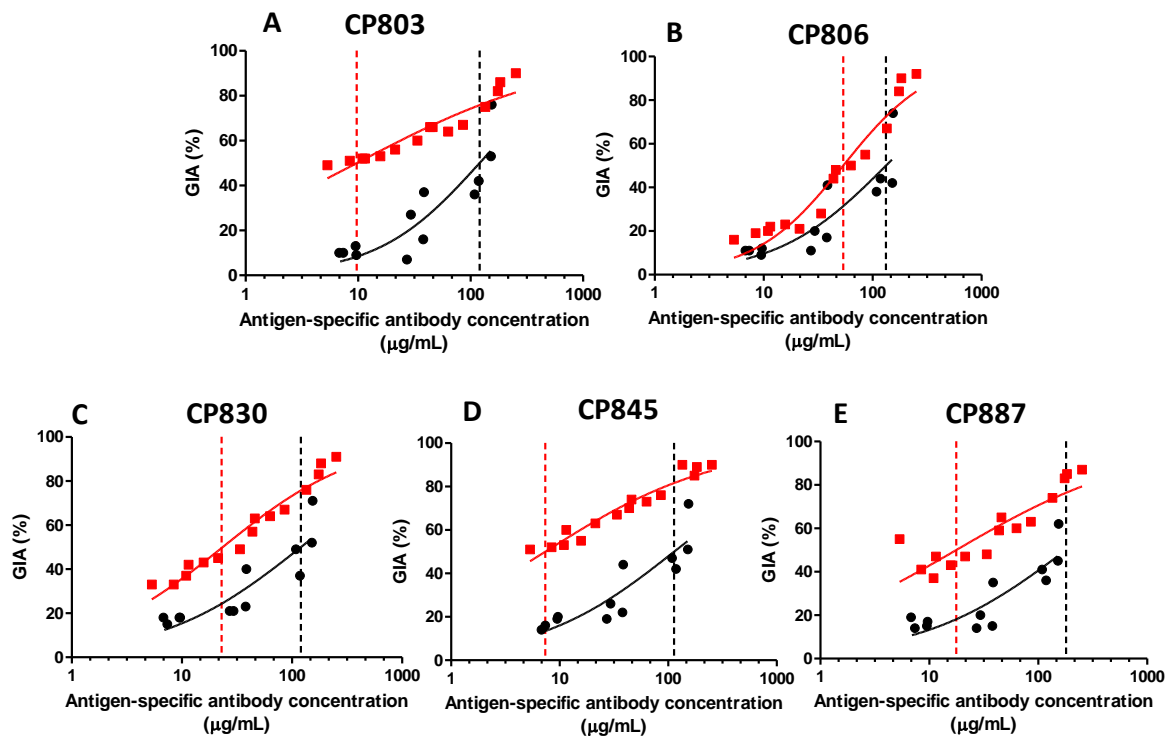 A
CP803
100
80
60
40
20
0
GIA (%)
1
10
100
1000
Antigen-specific antibody concentration
(μg/mL)
B
CP806
100
80
60
40
20
0
GIA (%)
1
10
100
1000
Antigen-specific antibody concentration
(μg/mL)
C
CP830
100
80
60
40
20
0
GIA (%)
1
10
100
1000
Antigen-specific antibody concentration
(μg/mL)
D
CP845
100
80
60
40
20
0
GIA (%)
1
10
100
1000
Antigen-specific antibody concentration
(μg/mL)
E
CP887
100
80
60
40
20
0
GIA (%)
1
10
100
1000
Antigen-specific antibody concentration
(μg/mL)